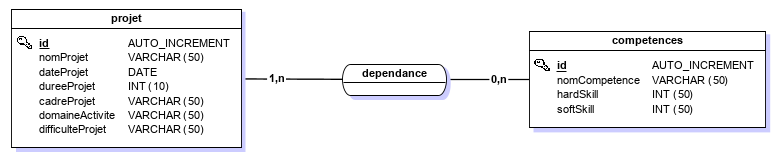 projet
id AUTO_INCREMENT
nomProjet VARCHAR (50)
dateProjet DATE
dureeProjet INT (10)
cadreProjet VARCHAR (50)
domaineActivite VARCHAR (50)
difficulteProjet VARCHAR (50)
1,n
dependance
0,n
competences
id AUTO_INCREMENT
nomCompetence VARCHAR (50)
hardSkill INT (50)
softSkill INT (50)